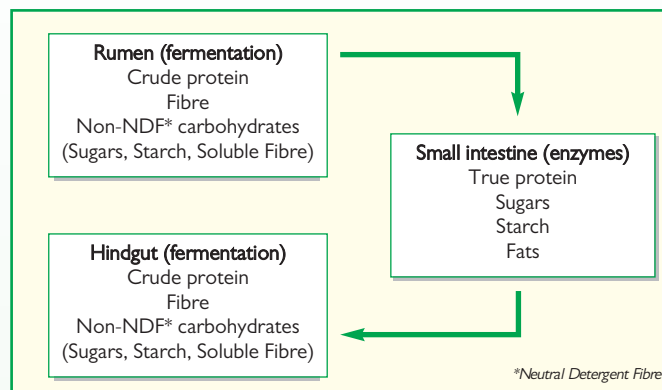 Rumen (fermentation)
Crude protein
Fibre
Non-NDF* carbohydrates
(Sugars, Starch, Soluble Fibre)
Small intestine (enzymes)
True protein
Sugars
Starch
Fats
Hindgut (fermentation)
Crude protein
Fibre
Non-NDF* carbohydrates
(Sugars, Starch, Soluble Fibre)
*Neutral Detergent Fibre